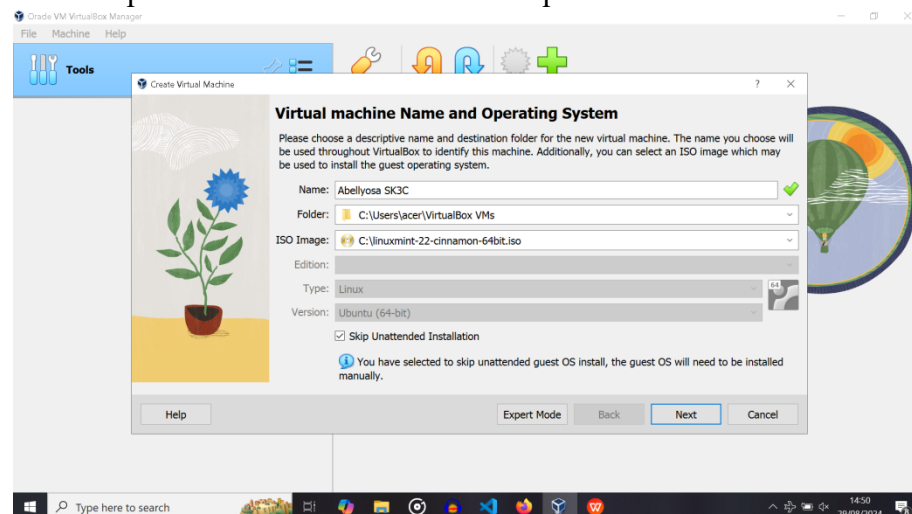 Oracle VM VirtualBox Manager
File Machine Help
Tools
Create Virtual Machine
? ×
Virtual machine Name and Operating System
Please choose a descriptive name and destination folder for the new virtual machine. The name you choose will
be used throughout VirtualBox to identify this machine. Additionally, you can select an ISO image which may
be used to install the guest operating system.
Name: Abellyosa SK3C
Folder: C:\Users\acer\VirtualBox VMs
ISO Image: C:\linuxmint-22-cinnamon-64bit.iso
Edition:
Type: Linux
64
Version: Ubuntu (64-bit)
Skip Unattended Installation
You have selected to skip unattended guest OS install, the guest OS will need to be installed
manually.
Help Expert Mode Back Next Cancel
Type here to search
14:50
29/08/2024